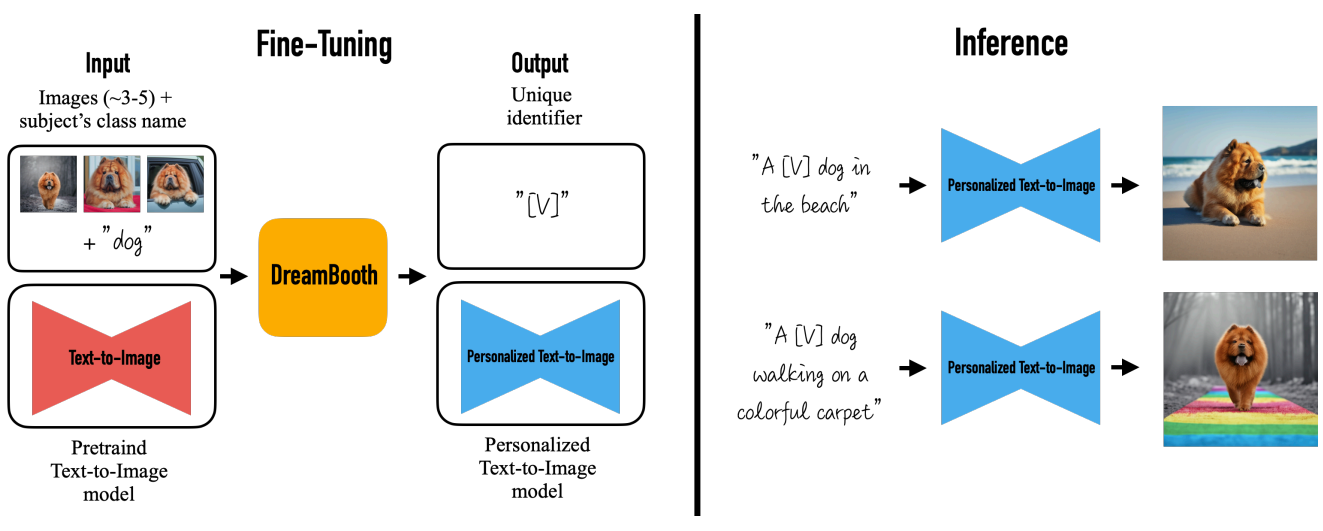 Fine-Tuning
Input
Images (~3-5) +
subject's class name
+ "dog"
Text-to-Image
Pretraind
Text-to-Image
model
DreamBooth
Output
Unique
identifier
"[V]"
Personalized Text-to-Image
Personalized
Text-to-Image
model
Inference
"A [V] dog in
the beach"
Personalized Text-to-Image
"A [V] dog
walking on a
colorful carpet"
Personalized Text-to-Image